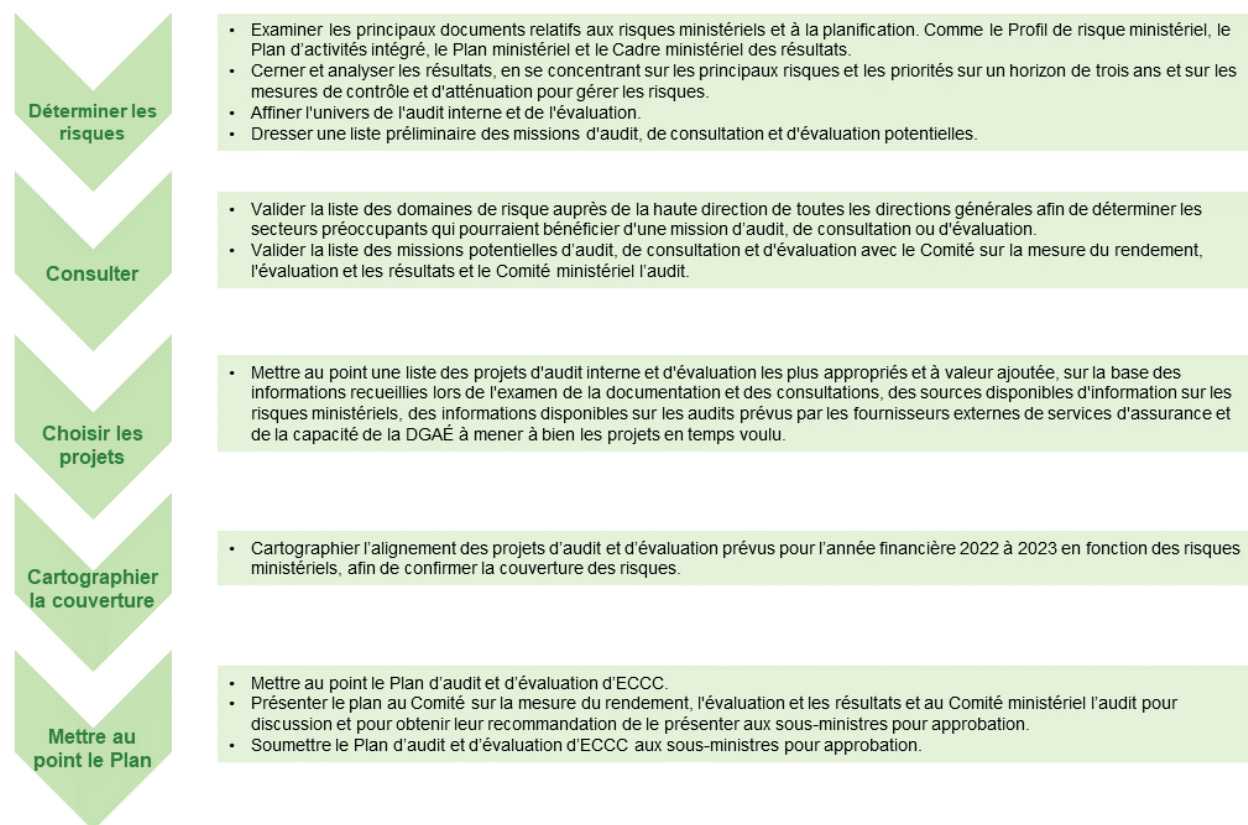 Déterminer les
risques
• Examiner les principaux documents relatifs aux risques ministériels et à la planification. Comme le Profil de risque ministériel, le
Plan d’activités intégré, le Plan ministériel et le Cadre ministériel des résultats.
• Cerner et analyser les résultats, en se concentrant sur les principaux risques et les priorités sur un horizon de trois ans et sur les
mesures de contrôle et d’atténuation pour gérer les risques.
• Affiner l'univers de l'audit interne et de l'évaluation.
• Dresser une liste préliminaire des missions d'audit, de consultation et d'évaluation potentielles.
Consulter
• Valider la liste des domaines de risque auprès de la haute direction de toutes les directions générales afin de déterminer les
secteurs préoccupants qui pourraient bénéficier d'une mission d’audit, de consultation ou d'évaluation.
• Valider la liste des missions potentielles d’audit, de consultation et d'évaluation avec le Comité sur la mesure du rendement,
l'évaluation et les résultats et le Comité ministériel l’audit.
Choisir les
projets
• Mettre au point une liste des projets d'audit interne et d'évaluation les plus appropriés et à valeur ajoutée, sur la base des
informations recueillies lors de l'examen de la documentation et des consultations, des sources disponibles d'information sur les
risques ministériels, des informations disponibles sur les audits prévus par les fournisseurs externes de services d'assurance et
de la capacité de la DGAÉ à mener à bien les projets en temps voulu.
Cartographier
la couverture
• Cartographier l’alignement des projets d’audit et d’évaluation prévus pour l’année financière 2022 à 2023 en fonction des risques
ministériels, afin de confirmer la couverture des risques.
Mettre au
point le Plan
• Mettre au point le Plan d’audit et d’évaluation d’ECCC.
• Présenter le plan au Comité sur la mesure du rendement, l'évaluation et les résultats et au Comité ministériel l’audit pour
discussion et pour obtenir leur recommandation de le présenter aux sous-ministres pour approbation.
• Soumettre le Plan d’audit et d’évaluation d’ECCC aux sous-ministres pour approbation.